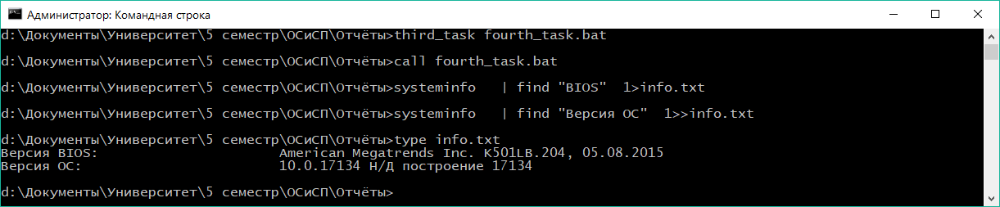 Администратор: Командная строка
d:\Документы\Университет\5 семестр\ОСиСП\Отчёты>third_task fourth_task.bat
d:\Документы\Университет\5 семестр\ОСиСП\Отчёты>call fourth_task.bat
d:\Документы\Университет\5 семестр\ОСиСП\Отчёты>systeminfo   | find "BIOS"  1>info.txt
d:\Документы\Университет\5 семестр\ОСиСП\Отчёты>systeminfo   | find "Версия ОС"  1>>info.txt
d:\Документы\Университет\5 семестр\ОСиСП\Отчёты>type info.txt
Версия BIOS:                      American Megatrends Inc. K501LB.204, 05.08.2015
Версия ОС:                        10.0.17134 Н/Д построение 17134
d:\Документы\Университет\5 семестр\ОСиСП\Отчёты>